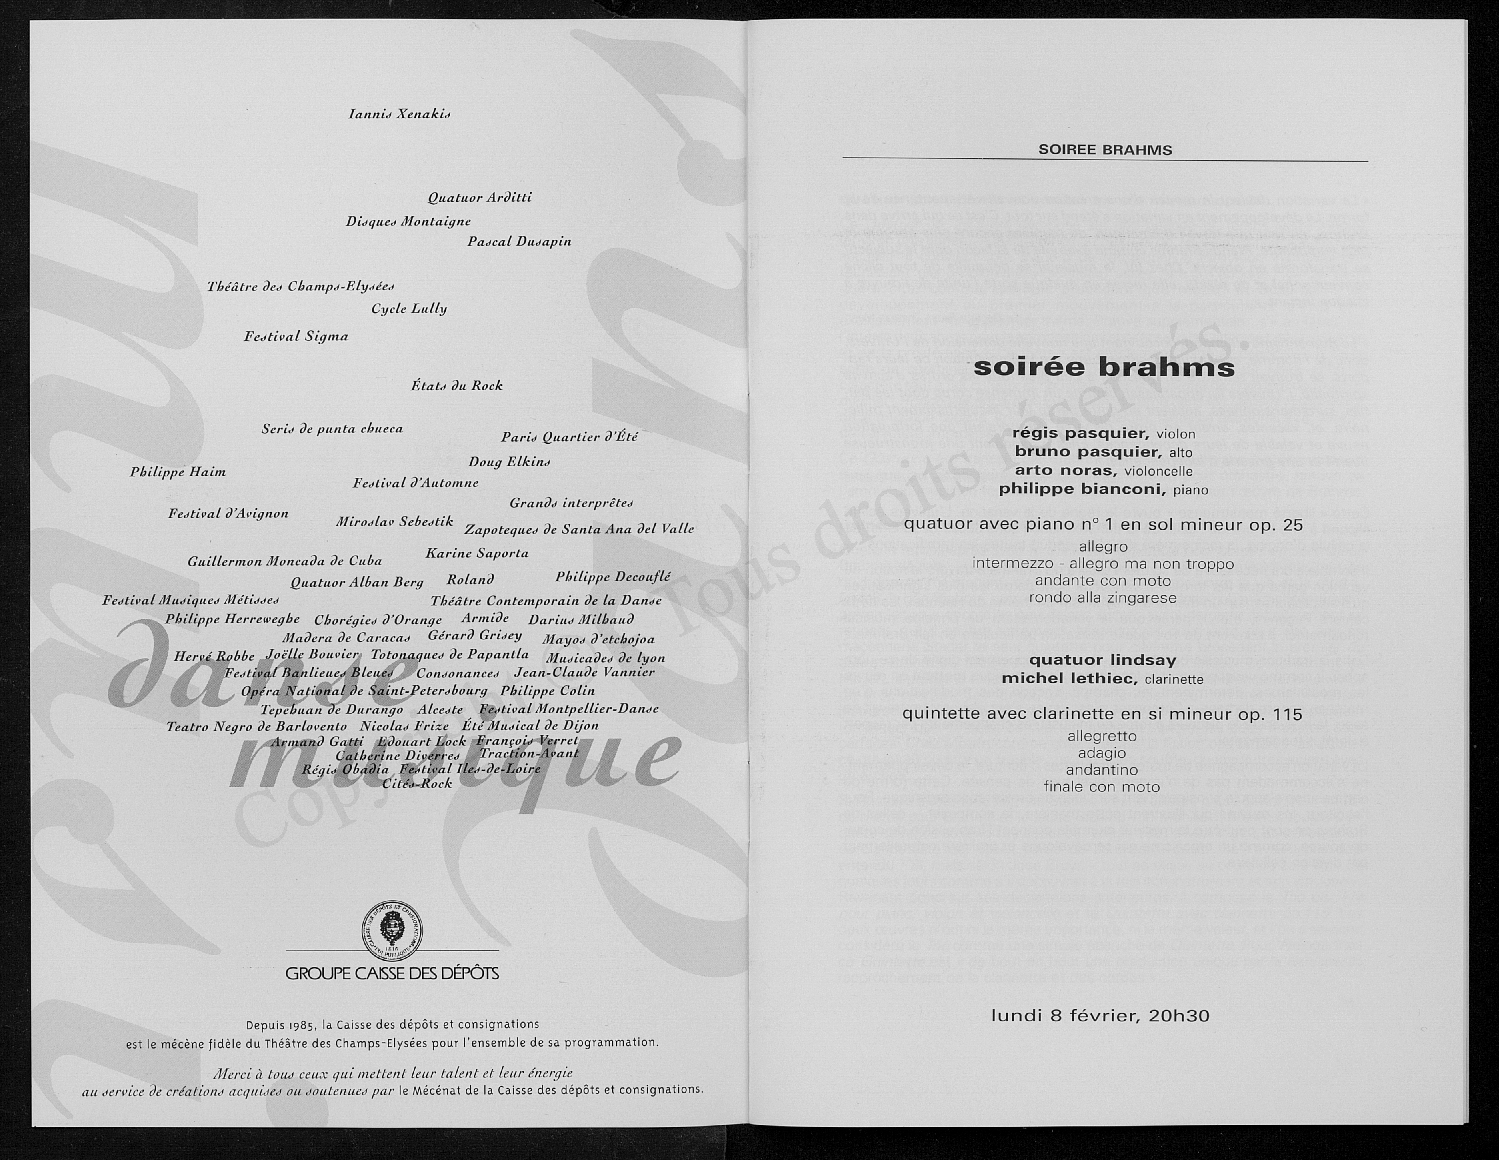 Iannis Xenakis
Quatuor Arditti
Disques Montaigne
Pascal Dusapin
Théâtre des Champs-Elysées
Cycle Lully
Festival Sigma
États du Rock
Seris de punta chueca
Paris Quartier d'Été
Doug Elkins
Philippe Haim
Festival d'Automne
Grands interprêtes
Festival d'Avignon
Miroslav Sebestik
Zapoteques de Santa Ana del Valle
Karine Saporta
Guillermon Moncada de Cuba
Quatuor Alban Berg Roland Philippe Decouflé
Festival Musiques Métisses Théâtre Contemporain de la Danse
Philippe Herreweghe Chorégies d'Orange Armide Darius Milhaud
Madera de Caracas Gérard Grisey Mayos d'etchojoa
Hervé Robbe Joëlle Bouvier Totonaques de Papantla Musicades de lyon
Festival Banlieues Bleues Consonances Jean-Claude Vannier
Opéra National de Saint-Petersbourg Philippe Colin
Tepehuan de Durango Alceste Festival Montpellier-Danse
Teatro Negro de Barlovento Nicolas Frize Été Musical de Dijon
Armand Gatti Edouart Lock François Verret
Catherine Diverres Traction-Avant
Régis Obadia Festival Iles-de-Loire
Cités-Rock
danse
musique
GROUPE CAISSE DES DÉPÔTS
Depuis 1985, la Caisse des dépôts et consignations
est le mécène fidèle du Théâtre des Champs-Elysées pour l'ensemble de sa programmation.
Merci à tous ceux qui mettent leur talent et leur énergie
au service de créations acquises ou soutenues par le Mécénat de la Caisse des dépôts et consignations.
SOIREE BRAHMS
soirée brahms
régis pasquier, violon
bruno pasquier, alto
arto noras, violoncelle
philippe bianconi, piano
quatuor avec piano n° 1 en sol mineur op. 25
allegro
intermezzo - allegro ma non troppo
andante con moto
rondo alla zingarese
quatuor lindsay
michel lethiec, clarinette
quintette avec clarinette en si mineur op. 115
allegretto
adagio
andantino
finale con moto
lundi 8 février, 20h30
Tous droits réservés.